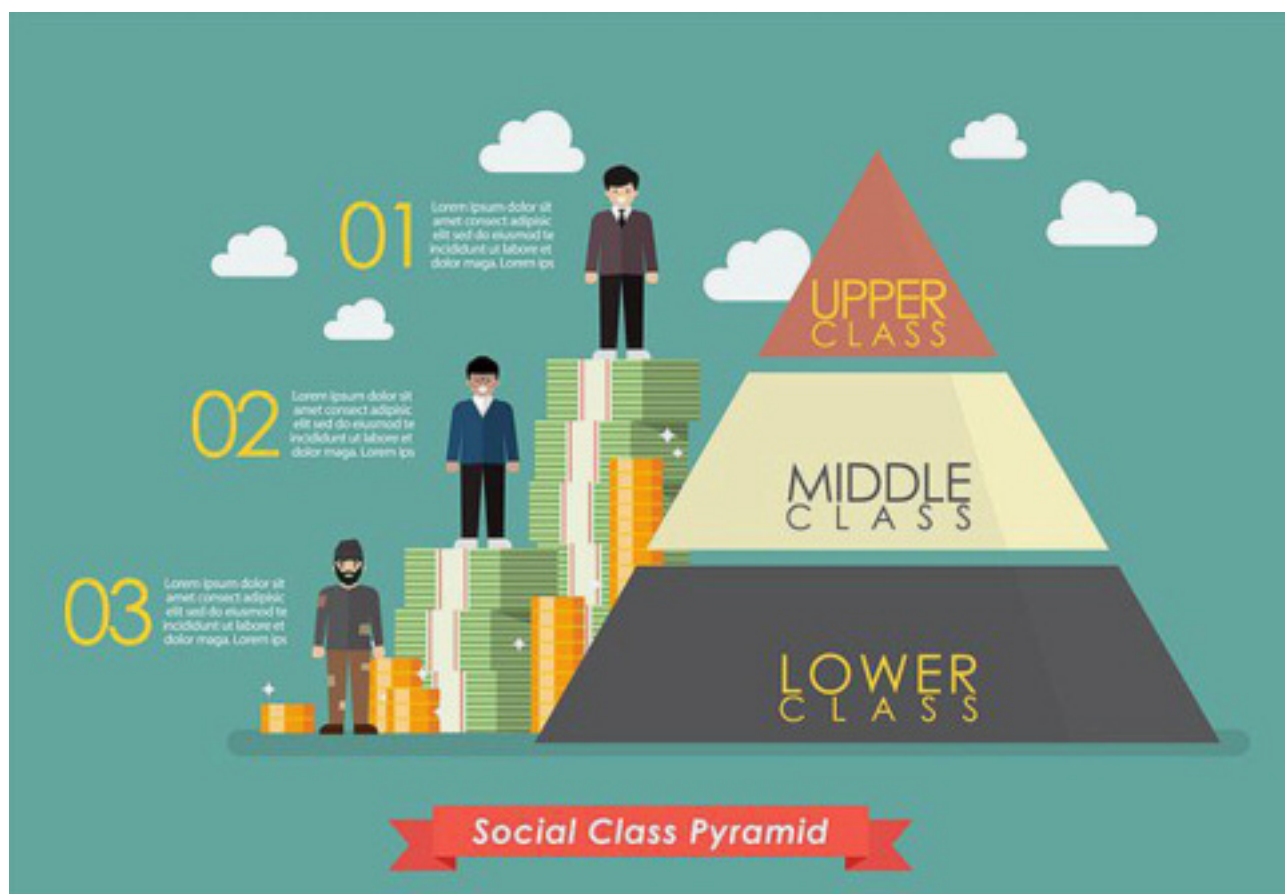 01
Lorem ipsum dolor sit
amet consect adipisic
elit sed do eiusmod te
incididunt ut labore et
dolor maga. Lorem ips
02
Lorem ipsum dolor sit
amet consect adipisic
elit sed do eiusmod te
incididunt ut labore et
dolor maga. Lorem ips
03
Lorem ipsum dolor sit
amet consect adipisic
elit sed do eiusmod te
incididunt ut labore et
dolor maga. Lorem ips
UPPER
CLASS
MIDDLE
CLASS
LOWER
CLASS
Social Class Pyramid